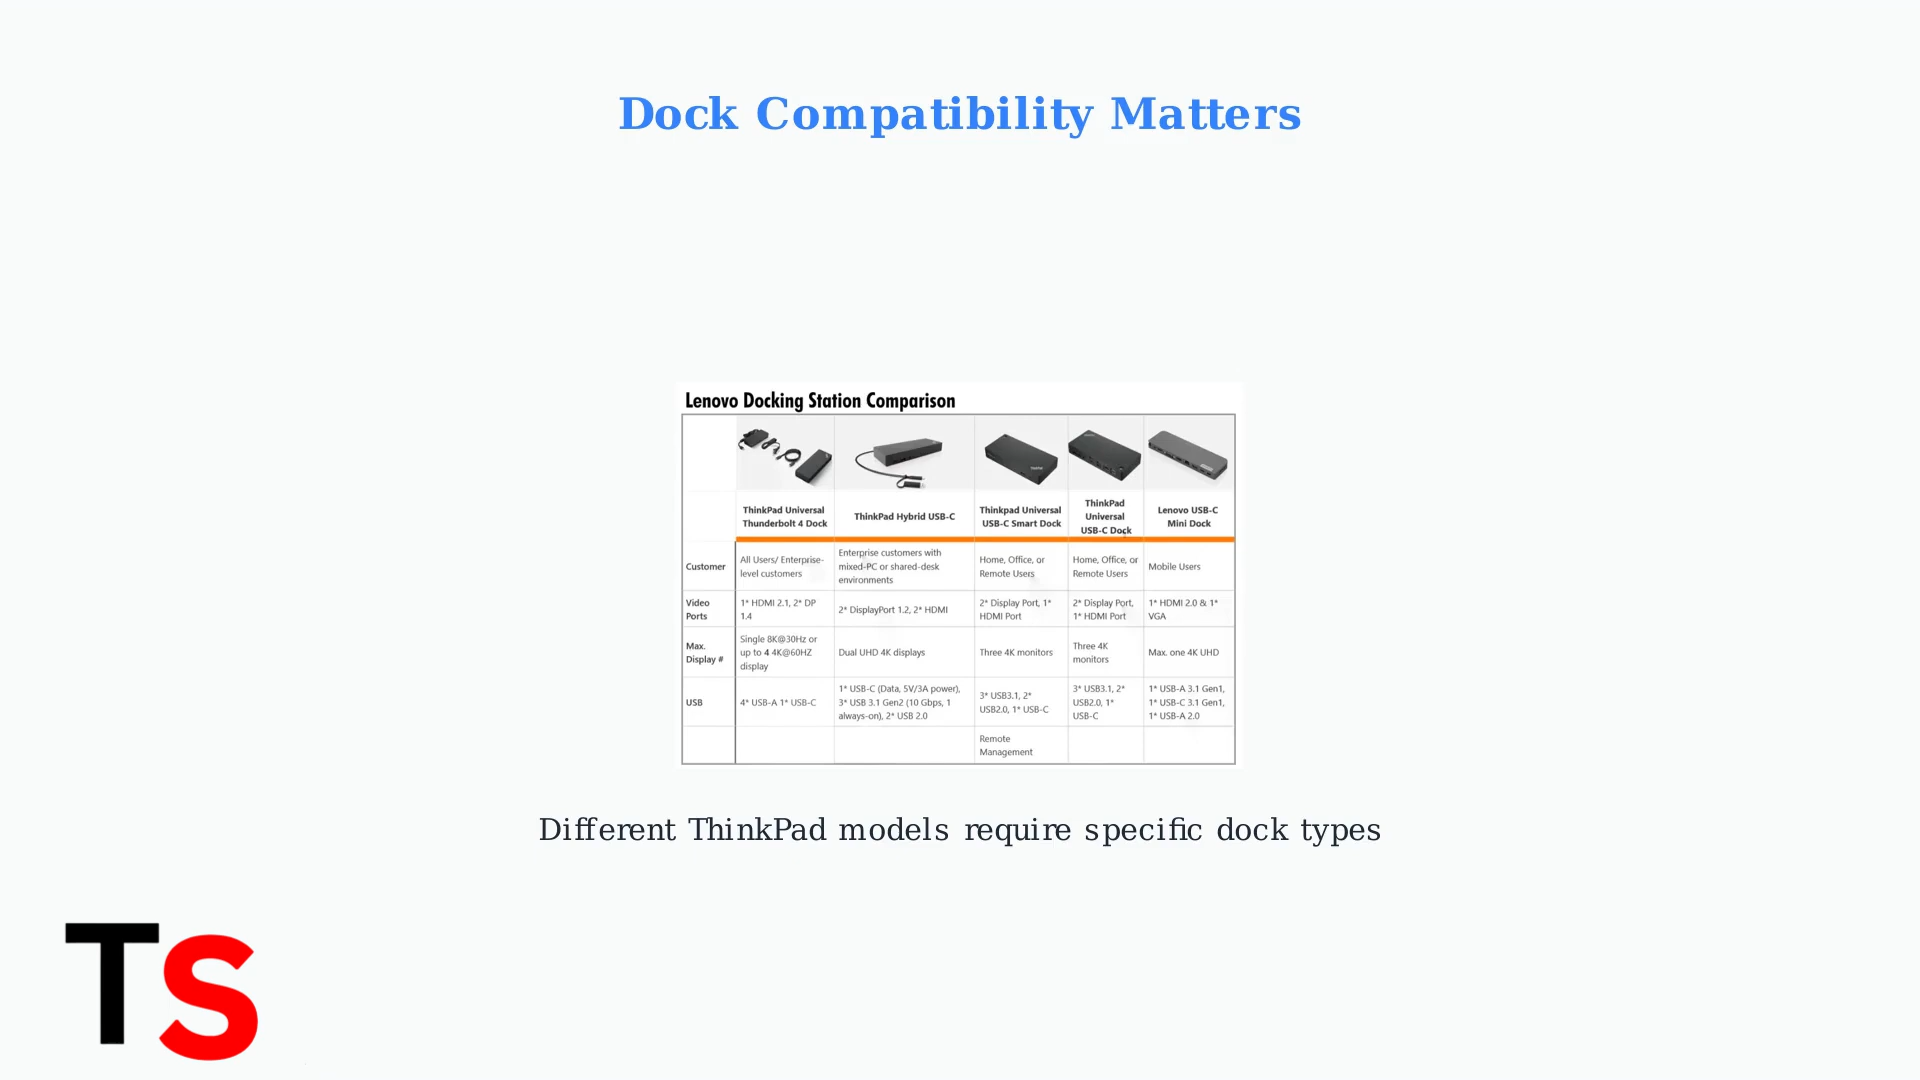 Dock Compatibility Matters
Lenovo Docking Station Comparison
ThinkPad Universal
Thunderbolt 4 Dock
ThinkPad Hybrid USB-C
Thinkpad Universal
USB-C Smart Dock
ThinkPad
Universal
USB-C Dock
Lenovo USB-C
Mini Dock
Customer
All Users/ Enterprise-
level customers
Enterprise customers with
mixed-PC or shared-desk
environments
Home, Office, or
Remote Users
Home, Office, or
Remote Users
Mobile Users
Video
Ports
1* HDMI 2.1, 2* DP
1.4
2* DisplayPort 1.2, 2* HDMI
2* Display Port, 1*
HDMI Port
2* Display Port,
1* HDMI Port
1* HDMI 2.0 & 1*
VGA
Max.
Display #
Single 8K@30Hz or
up to 4 4K@60HZ
display
Dual UHD 4K displays
Three 4K monitors
Three 4K
monitors
Max. one 4K UHD
USB
4* USB-A 1* USB-C
1* USB-C (Data, 5V/3A power),
3* USB 3.1 Gen2 (10 Gbps, 1
always-on), 2* USB 2.0
3* USB3.1, 2*
USB2.0, 1* USB-C
3* USB3.1, 2*
USB2.0, 1*
USB-C
1* USB-A 3.1 Gen1,
1* USB-C 3.1 Gen1,
1* USB-A 2.0
Remote
Management
Different ThinkPad models require specific dock types
TS